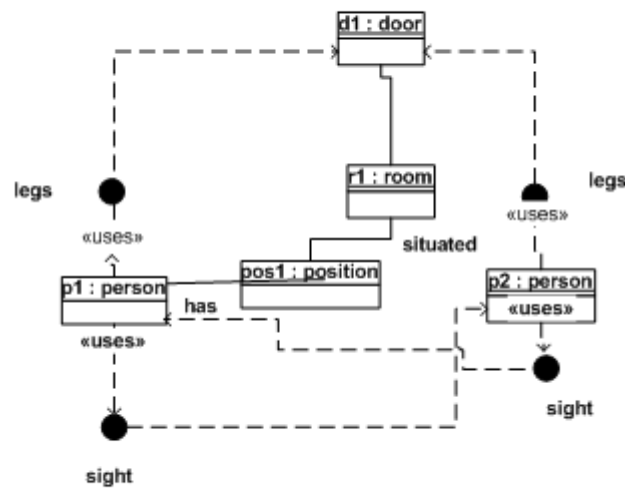 d1 : door
r1 : room
legs
legs
«uses»
«uses»
situated
pos1 : position
p1 : person
p2 : person
has
«uses»
«uses»
sight
sight